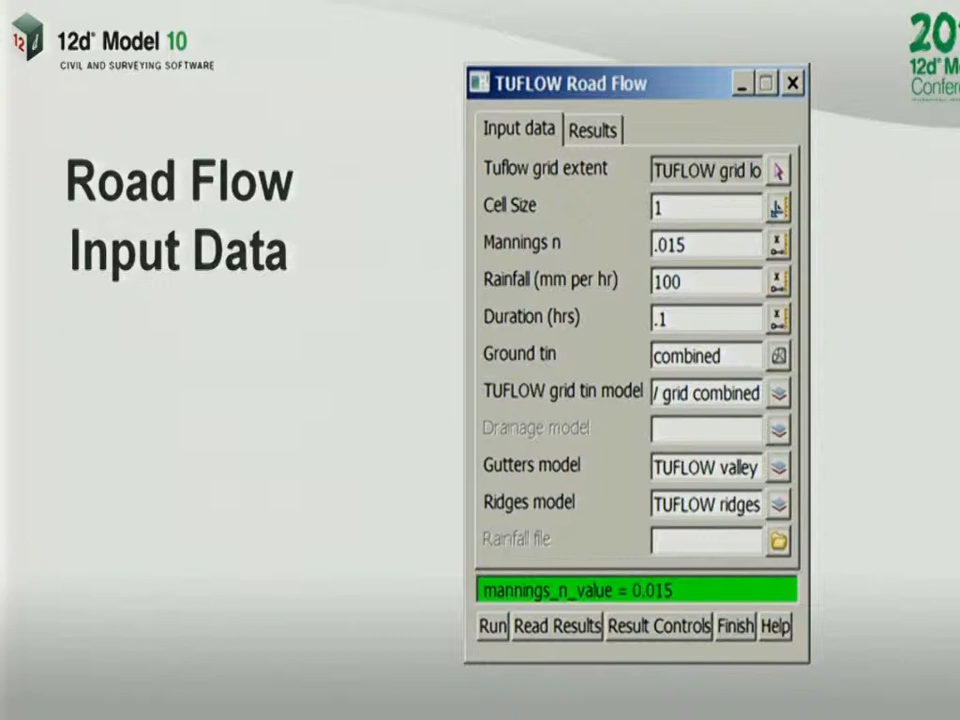 12d® Model 10
CIVIL AND SURVEYING SOFTWARE
12d
20
12d® M
Confer
Road Flow
Input Data
TUFLOW Road Flow
Input data Results
Tuflow grid extent TUFLOW grid lo
Cell Size 1
Mannings n .015
Rainfall (mm per hr) 100
Duration (hrs) .1
Ground tin combined
TUFLOW grid tin model / grid combined
Drainage model
Gutters model TUFLOW valley
Ridges model TUFLOW ridges
Rainfall file
mannings_n_value = 0.015
Run Read Results Result Controls Finish Help